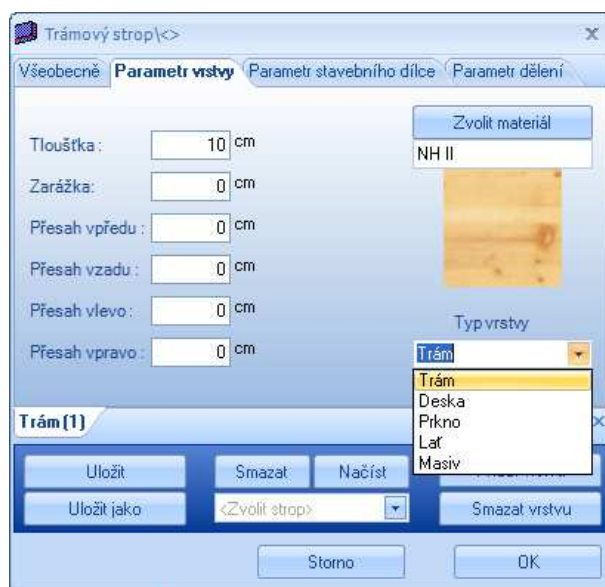 Trámový strop\<>
Všeobecně Parametr vrstvy Parametr stavebního dílce Parametr dělení
Zvolit materiál
Tloušťka : 10 cm
NH II
Zarážka: 0 cm
Přesah vpředu : 0 cm
Přesah vzadu : 0 cm
Přesah vlevo : 0 cm
Typ vrstvy
Přesah vpravo : 0 cm
Trám
Trám
Deska
Prkno
Lať
Masiv
Trám (1)
Uložit Smazat Načíst
Uložit jako <Zvolit strop> Smazat vrstvu
Storno OK